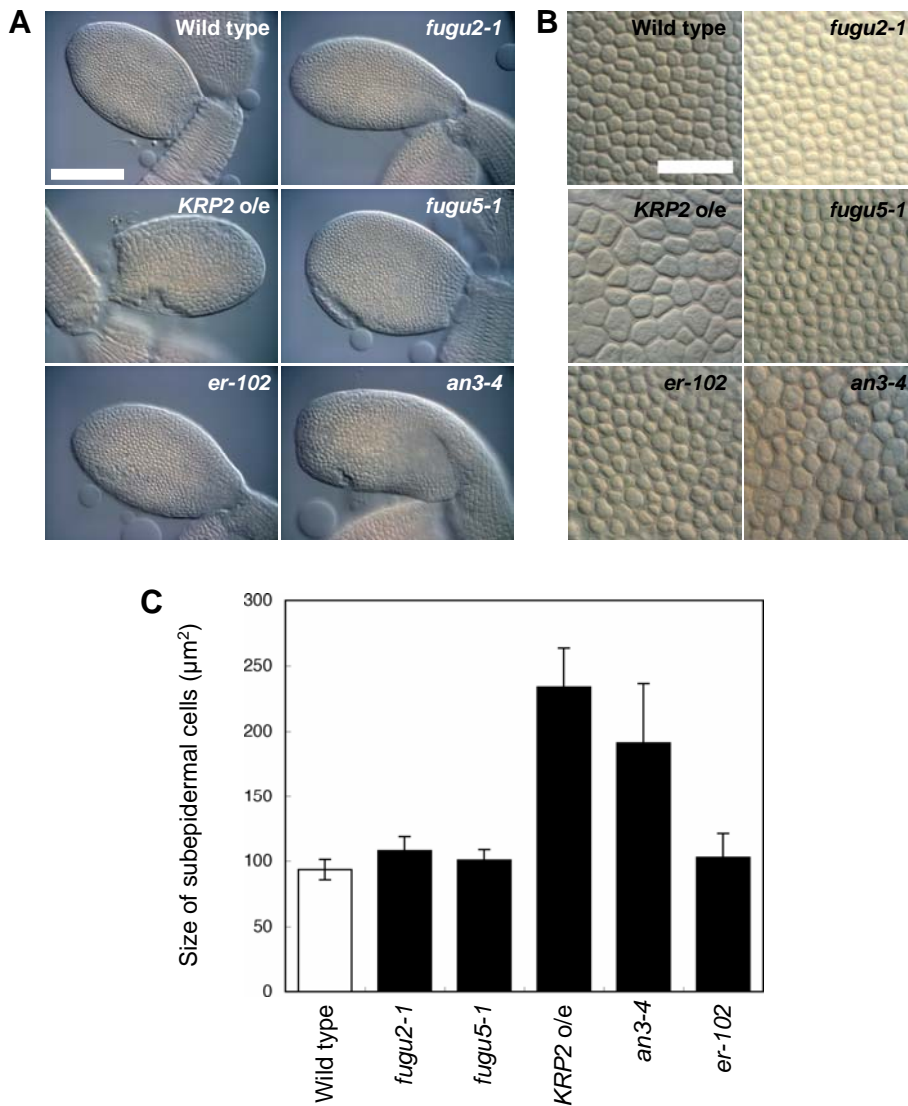 A
Wild type
fugu2-1
KRP2 o/e
fugu5-1
er-102
an3-4
B
Wild type
fugu2-1
KRP2 o/e
fugu5-1
er-102
an3-4
C
Size of subepidermal cells (μm²)
300
250
200
150
100
50
0
Wild type
fugu2-1
fugu5-1
KRP2 o/e
an3-4
er-102